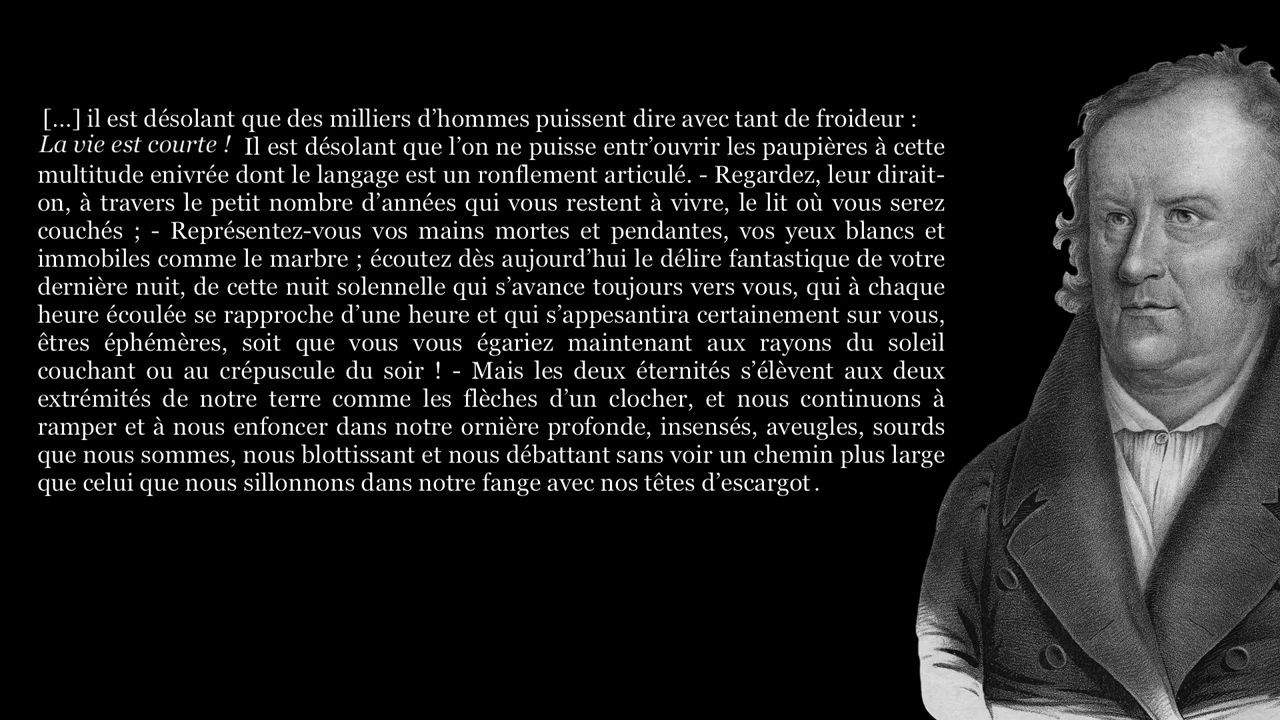 [...] il est désolant que des milliers d’hommes puissent dire avec tant de froideur :
La vie est courte ! Il est désolant que l’on ne puisse entr’ouvrir les paupières à cette
multitude enivrée dont le langage est un ronflement articulé. - Regardez, leur dirait-
on, à travers le petit nombre d’années qui vous restent à vivre, le lit où vous serez
couchés ; - Représentez-vous vos mains mortes et pendantes, vos yeux blancs et
immobiles comme le marbre ; écoutez dès aujourd’hui le délire fantastique de votre
dernière nuit, de cette nuit solennelle qui s’avance toujours vers vous, qui à chaque
heure écoulée se rapproche d’une heure et qui s’appesantira certainement sur vous,
êtres éphémères, soit que vous vous égariez maintenant aux rayons du soleil
couchant ou au crépuscule du soir ! - Mais les deux éternités s’élèvent aux deux
extrémités de notre terre comme les flèches d’un clocher, et nous continuons à
ramper et à nous enfoncer dans notre ornière profonde, insensés, aveugles, sourds
que nous sommes, nous blottissant et nous débattant sans voir un chemin plus large
que celui que nous sillonnons dans notre fange avec nos têtes d’escargot.